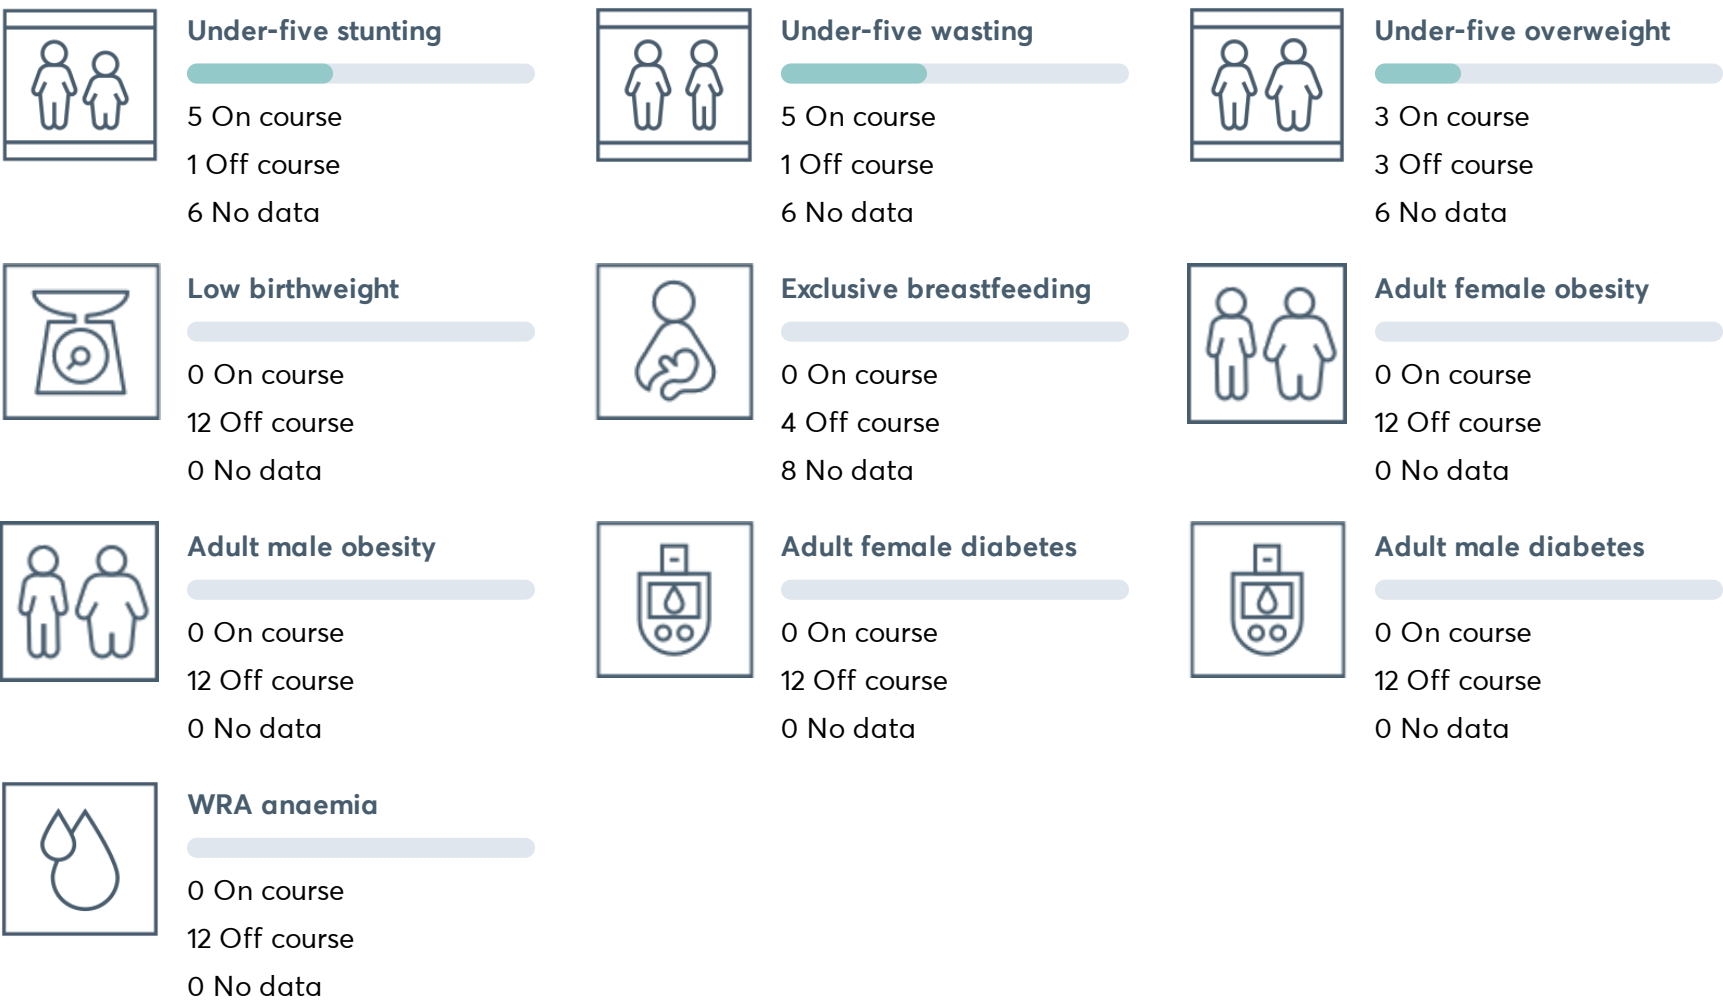 Under-five stunting
5 On course
1 Off course
6 No data
Under-five wasting
5 On course
1 Off course
6 No data
Under-five overweight
3 On course
3 Off course
6 No data
Low birthweight
0 On course
12 Off course
0 No data
Exclusive breastfeeding
0 On course
4 Off course
8 No data
Adult female obesity
0 On course
12 Off course
0 No data
Adult male obesity
0 On course
12 Off course
0 No data
Adult female diabetes
0 On course
12 Off course
0 No data
Adult male diabetes
0 On course
12 Off course
0 No data
WRA anaemia
0 On course
12 Off course
0 No data